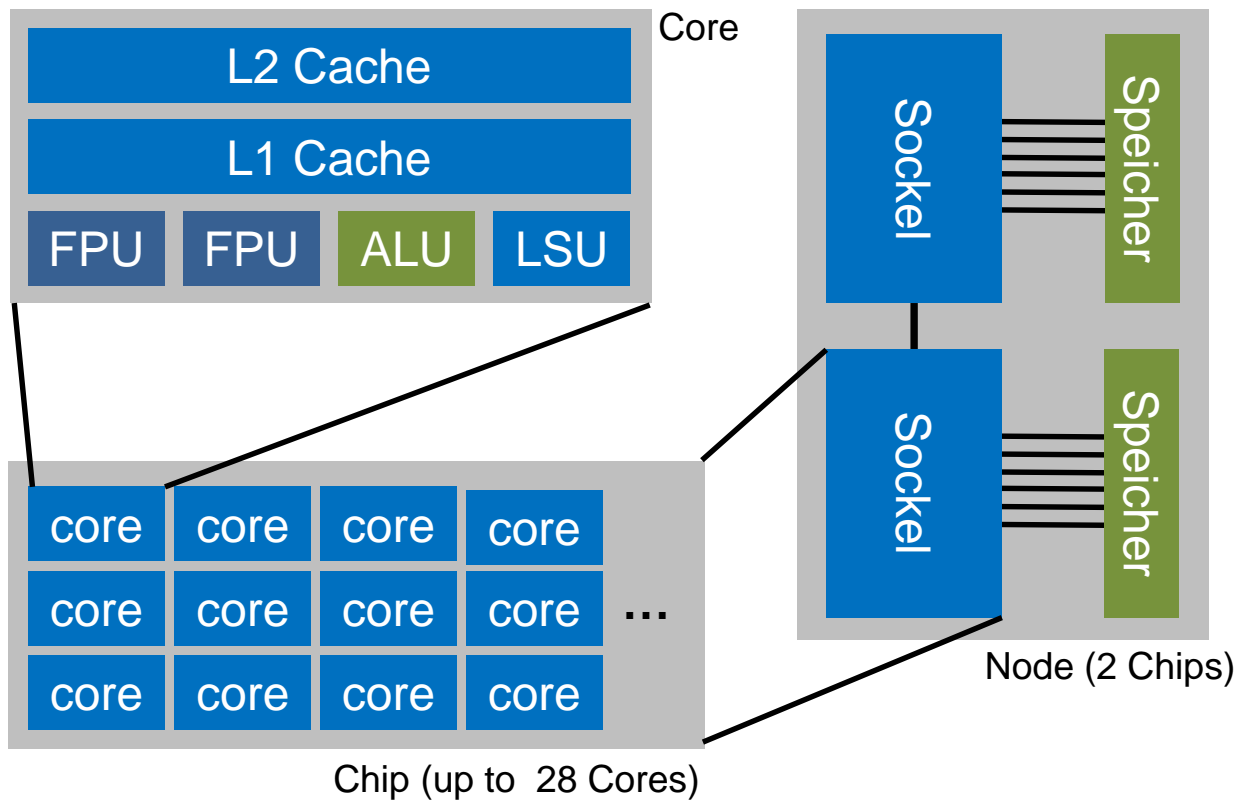 Core
L2 Cache
L1 Cache
FPU FPU ALU LSU
core core core core
core core core core ...
core core core core
Chip (up to  28 Cores)
Sockel
Speicher
Sockel
Speicher
Node (2 Chips)